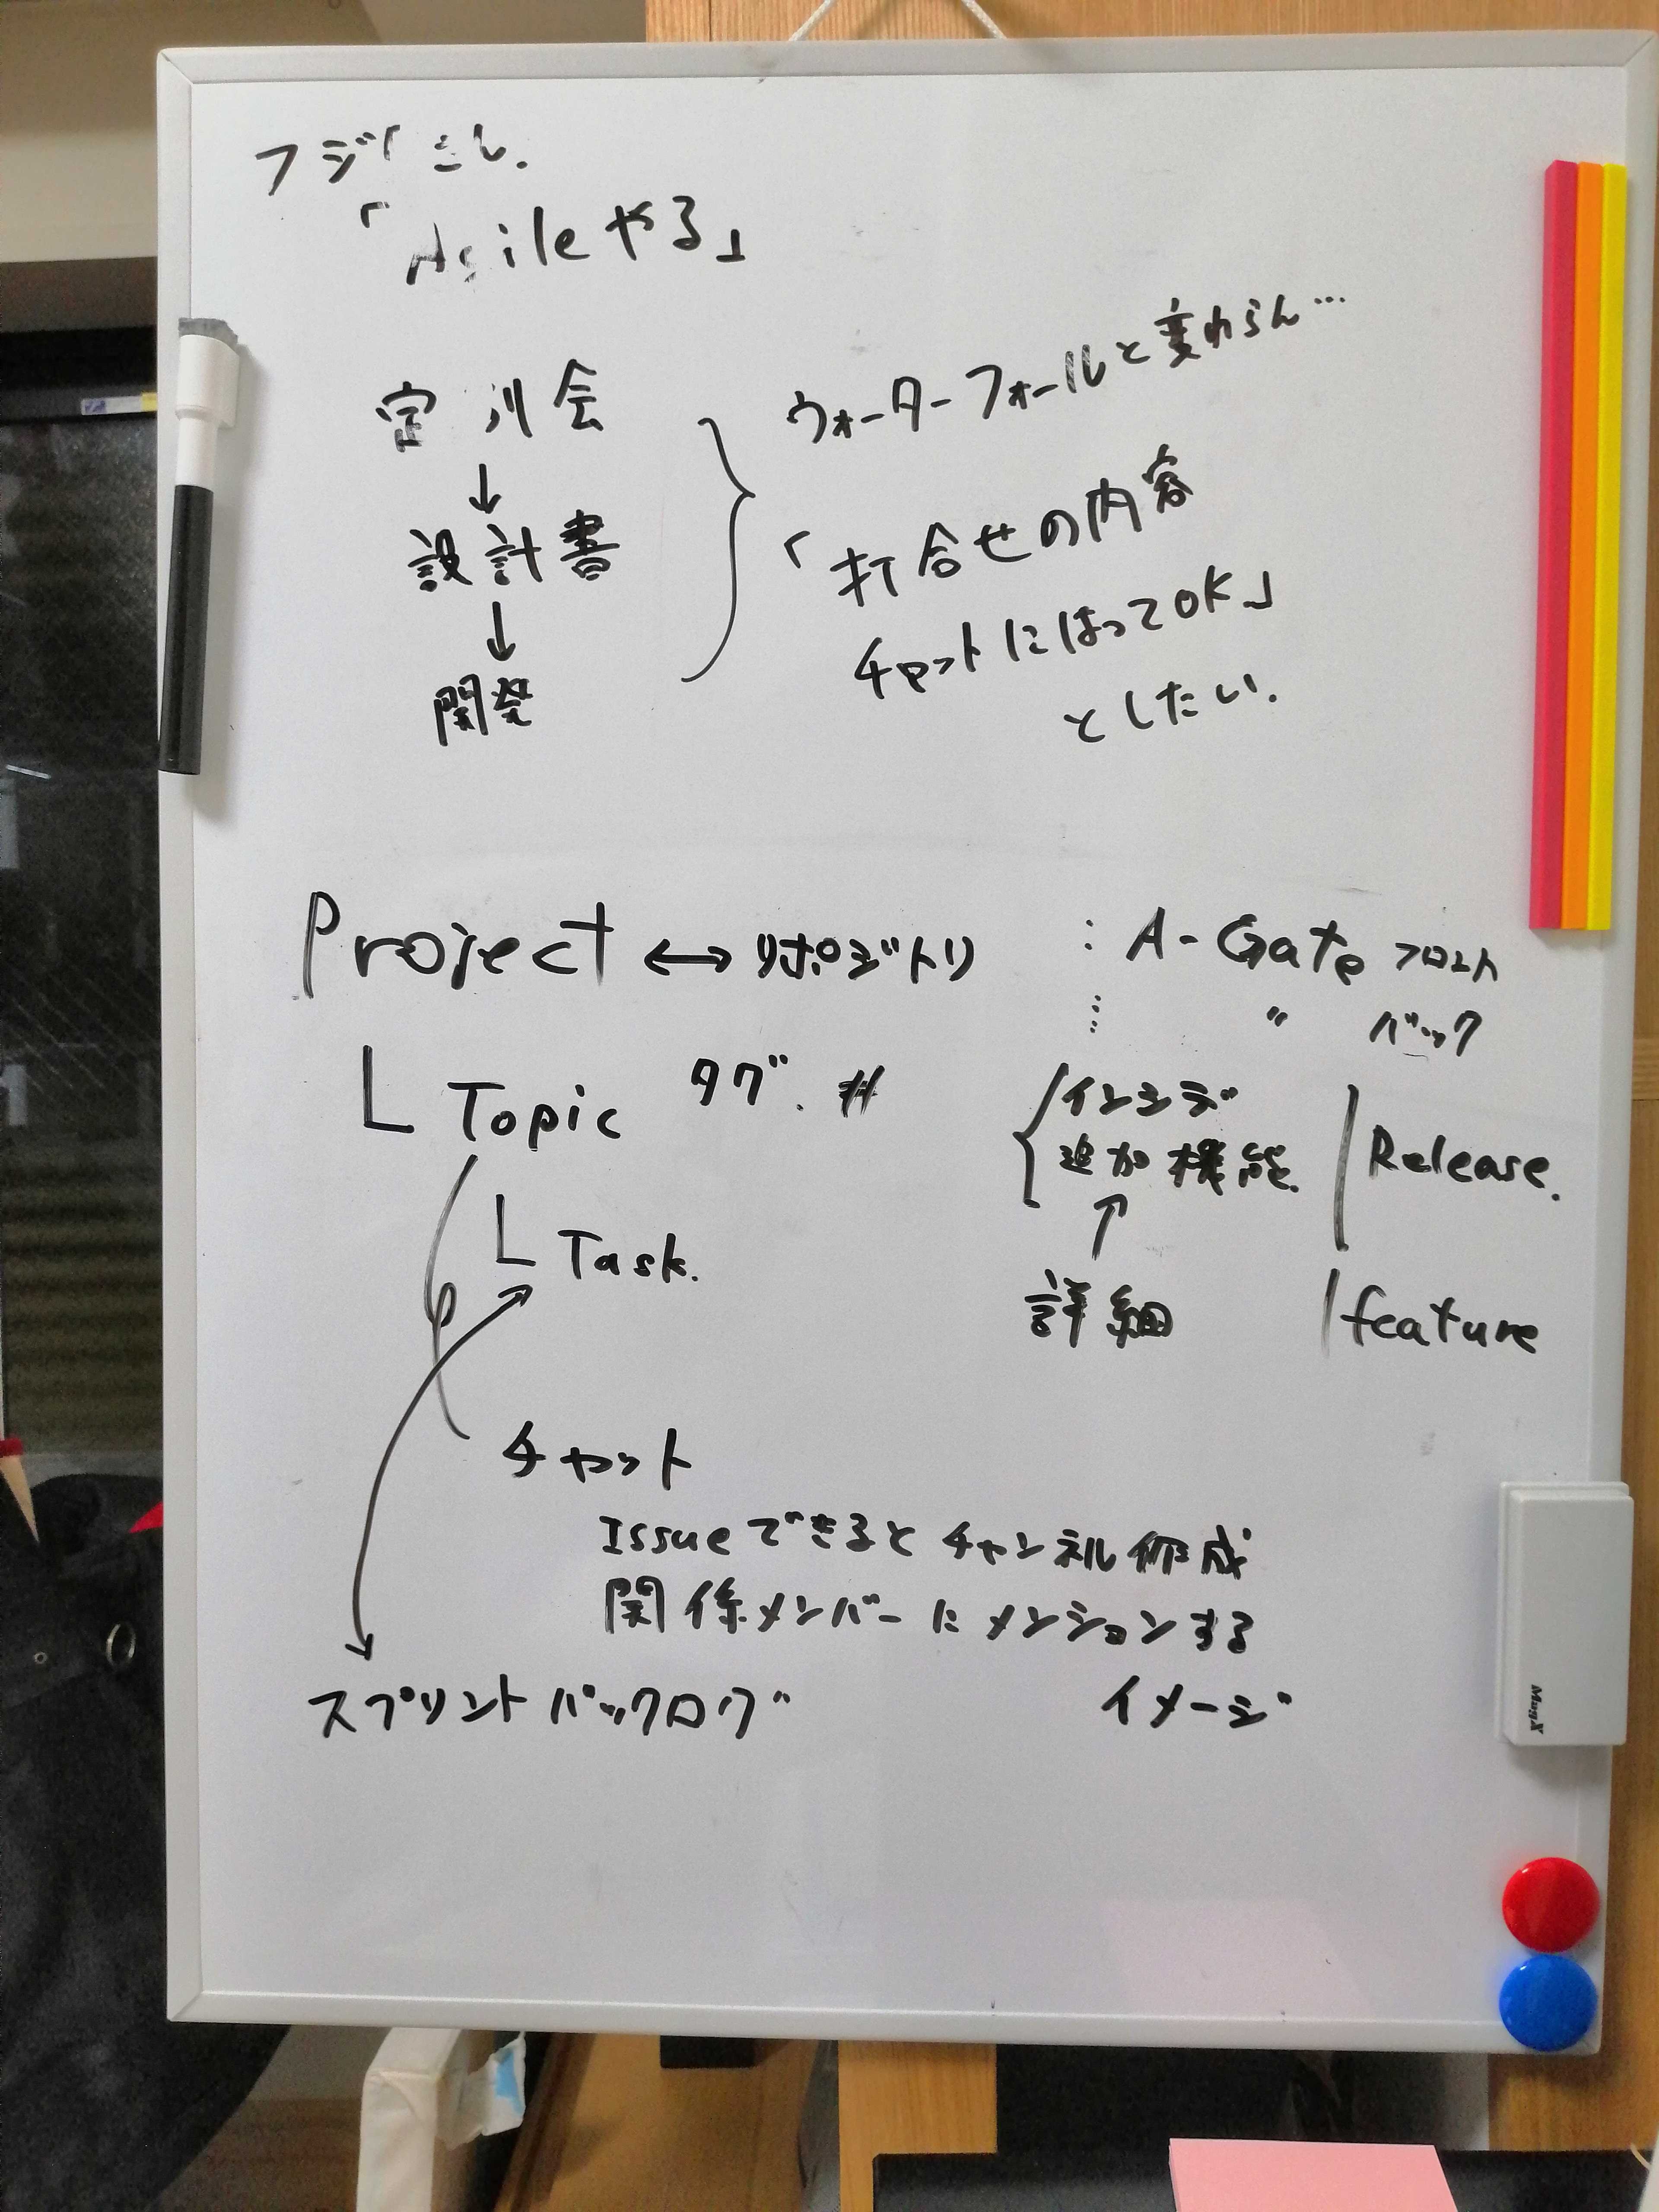 「Agileやる」
定例会
↓
設計書
↓
開発
ウォーターフォールと変わらん…
「打合せの内容
チャットにはってOK」
としたい.
Project ↔ リポジトリ
: A-Gate フロント
⋮ 〃 バック
L Topic タグ. #
インシデ
追加機能.
Release.
↑
L Task.
詳細
feature
チャット
Issueできるとチャンネル作成
関係メンバーにメンションする
イメージ
スプリントバックログ
MagX